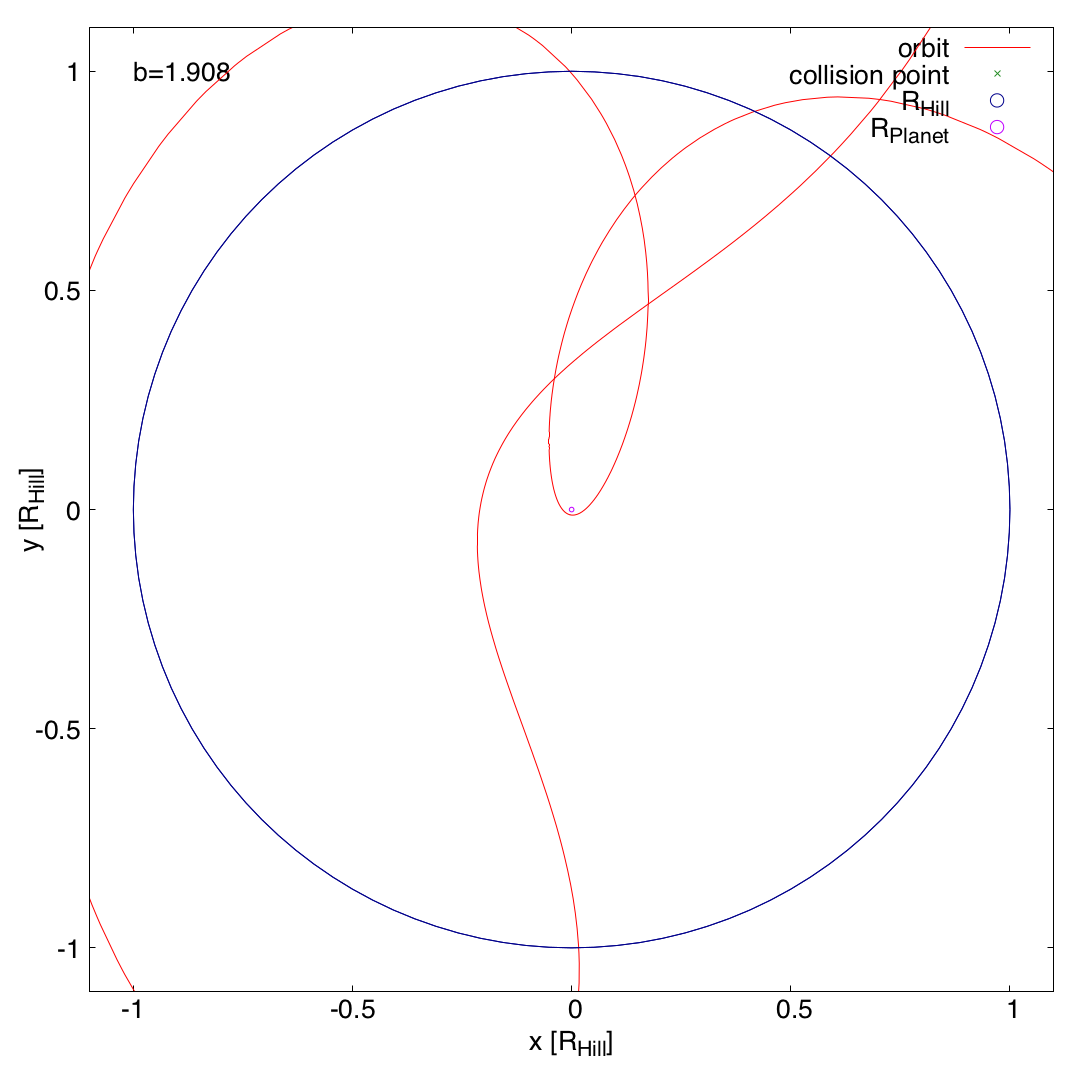 b=1.908
orbit
collision point
R_Hill
R_Planet
1
0.5
0
-0.5
-1
y [R_Hill]
-1
-0.5
0
0.5
1
x [R_Hill]